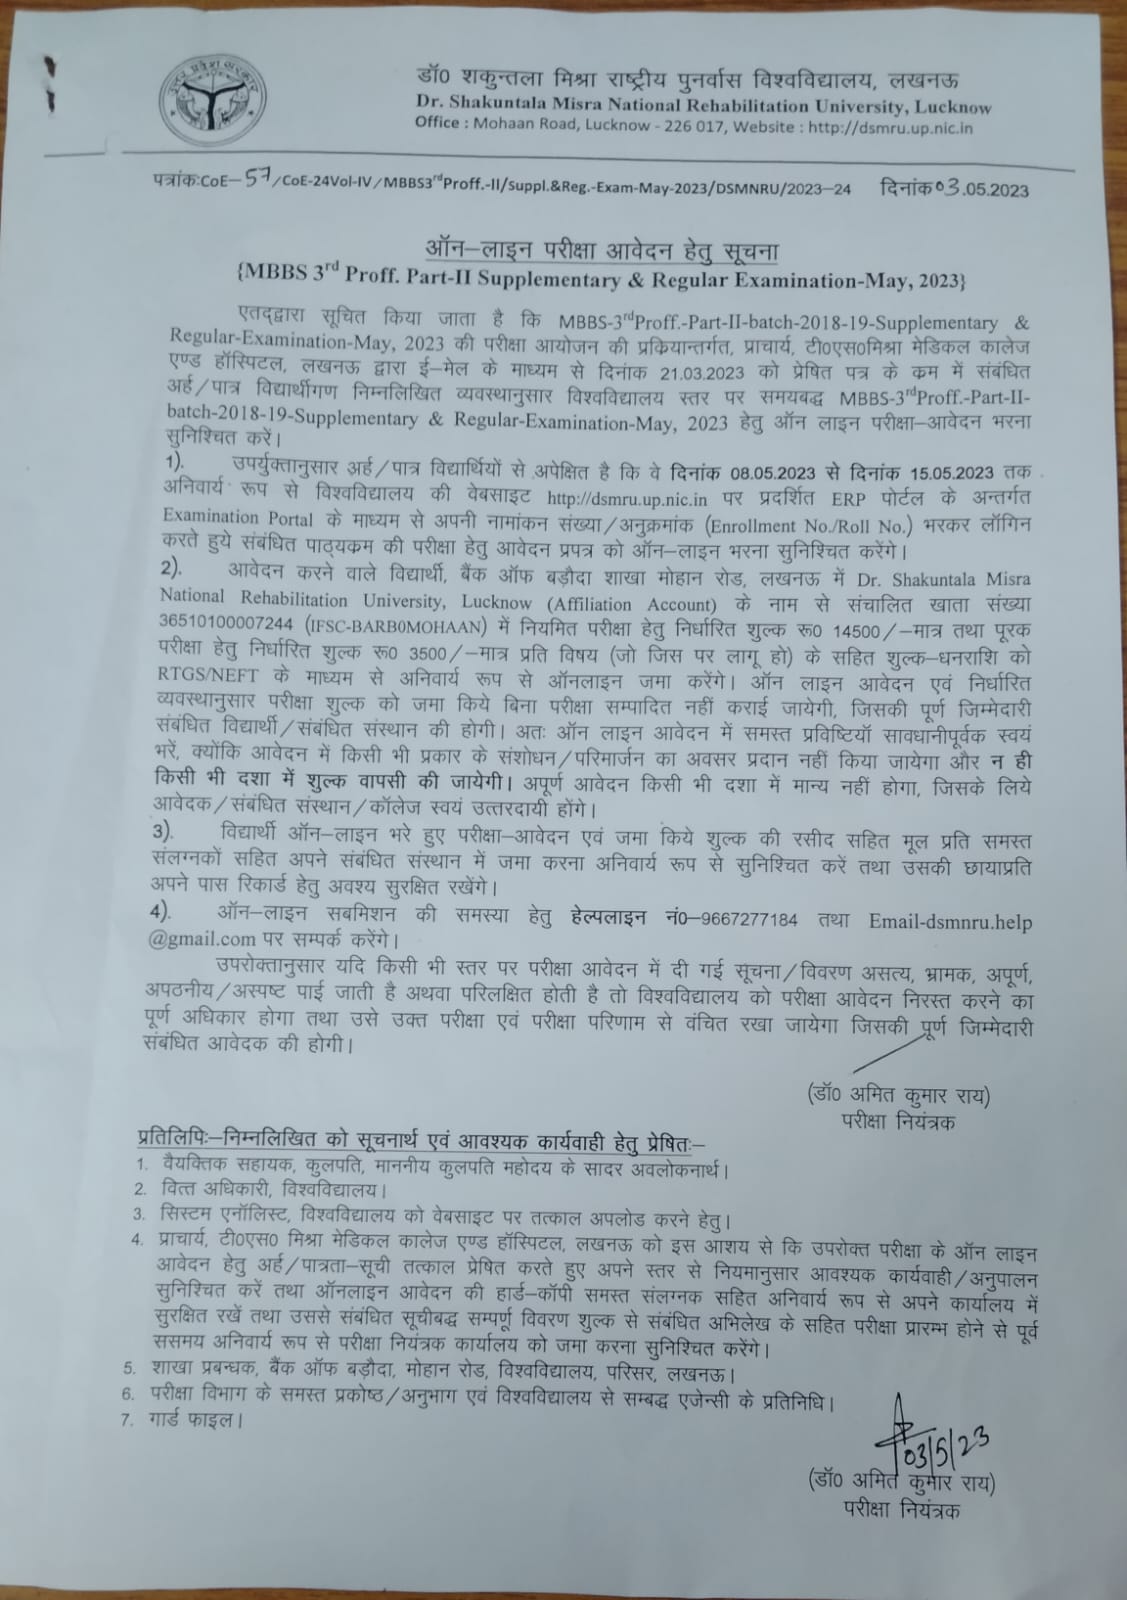 उत्तर प्रदेश सरकार
डॉ0 शकुन्तला मिश्रा राष्ट्रीय पुनर्वास विश्वविद्यालय, लखनऊ
Dr. Shakuntala Misra National Rehabilitation University, Lucknow
Office : Mohaan Road, Lucknow - 226 017, Website : http://dsmru.up.nic.in
पत्रांक:CoE–57/CoE-24Vol-IV/MBBS3rdProff.-II/Suppl.&Reg.-Exam-May-2023/DSMNRU/2023–24 दिनांक03.05.2023
ऑन–लाइन परीक्षा आवेदन हेतु सूचना
{MBBS 3rd Proff. Part-II Supplementary & Regular Examination-May, 2023}
एतद्द्वारा सूचित किया जाता है कि MBBS-3rdProff.-Part-II-batch-2018-19-Supplementary &
Regular-Examination-May, 2023 की परीक्षा आयोजन की प्रकियान्तर्गत, प्राचार्य, टी0एस0मिश्रा मेडिकल कालेज
एण्ड हॉस्पिटल, लखनऊ द्वारा ई–मेल के माध्यम से दिनांक 21.03.2023 को प्रेषित पत्र के क्रम में संबंधित
अर्ह/पात्र विद्यार्थीगण निम्नलिखित व्यवस्थानुसार विश्वविद्यालय स्तर पर समयबद्ध MBBS-3rdProff.-Part-II-
batch-2018-19-Supplementary & Regular-Examination-May, 2023 हेतु ऑन लाइन परीक्षा–आवेदन भरना
सुनिश्चित करें।
1). उपर्युक्तानुसार अर्ह/पात्र विद्यार्थियों से अपेक्षित है कि वे दिनांक 08.05.2023 से दिनांक 15.05.2023 तक
अनिवार्य रूप से विश्वविद्यालय की वेबसाइट http://dsmru.up.nic.in पर प्रदर्शित ERP पोर्टल के अन्तर्गत
Examination Portal के माध्यम से अपनी नामांकन संख्या/अनुक्रमांक (Enrollment No./Roll No.) भरकर लॉगिन
करते हुये संबंधित पाठ्यक्रम की परीक्षा हेतु आवेदन प्रपत्र को ऑन–लाइन भरना सुनिश्चित करेंगे।
2). आवेदन करने वाले विद्यार्थी, बैंक ऑफ बड़ौदा शाखा मोहान रोड, लखनऊ में Dr. Shakuntala Misra
National Rehabilitation University, Lucknow (Affiliation Account) के नाम से संचालित खाता संख्या
36510100007244 (IFSC-BARB0MOHAAN) में नियमित परीक्षा हेतु निर्धारित शुल्क रू0 14500/–मात्र तथा पूरक
परीक्षा हेतु निर्धारित शुल्क रू0 3500/–मात्र प्रति विषय (जो जिस पर लागू हो) के सहित शुल्क–धनराशि को
RTGS/NEFT के माध्यम से अनिवार्य रूप से ऑनलाइन जमा करेंगे। ऑन लाइन आवेदन एवं निर्धारित
व्यवस्थानुसार परीक्षा शुल्क को जमा किये बिना परीक्षा सम्पादित नहीं कराई जायेगी, जिसकी पूर्ण जिम्मेदारी
संबंधित विद्यार्थी/संबंधित संस्थान की होगी। अतः ऑन लाइन आवेदन में समस्त प्रविष्टियाँ सावधानीपूर्वक स्वयं
भरें, क्योंकि आवेदन में किसी भी प्रकार के संशोधन/परिमार्जन का अवसर प्रदान नहीं किया जायेगा और न ही
किसी भी दशा में शुल्क वापसी की जायेगी। अपूर्ण आवेदन किसी भी दशा में मान्य नहीं होगा, जिसके लिये
आवेदक/संबंधित संस्थान/कॉलेज स्वयं उत्तरदायी होंगे।
3). विद्यार्थी ऑन–लाइन भरे हुए परीक्षा–आवेदन एवं जमा किये शुल्क की रसीद सहित मूल प्रति समस्त
संलग्नकों सहित अपने संबंधित संस्थान में जमा करना अनिवार्य रूप से सुनिश्चित करें तथा उसकी छायाप्रति
अपने पास रिकार्ड हेतु अवश्य सुरक्षित रखेंगे।
4). ऑन–लाइन सबमिशन की समस्या हेतु हेल्पलाइन नं0–9667277184 तथा Email-dsmnru.help
@gmail.com पर सम्पर्क करेंगे।
उपरोक्तानुसार यदि किसी भी स्तर पर परीक्षा आवेदन में दी गई सूचना/विवरण असत्य, भ्रामक, अपूर्ण,
अपठनीय/अस्पष्ट पाई जाती है अथवा परिलक्षित होती है तो विश्वविद्यालय को परीक्षा आवेदन निरस्त करने का
पूर्ण अधिकार होगा तथा उसे उक्त परीक्षा एवं परीक्षा परिणाम से वंचित रखा जायेगा जिसकी पूर्ण जिम्मेदारी
संबंधित आवेदक की होगी।
(डॉ0 अमित कुमार राय)
परीक्षा नियंत्रक
प्रतिलिपिः–निम्नलिखित को सूचनार्थ एवं आवश्यक कार्यवाही हेतु प्रेषितः–
1. वैयक्तिक सहायक, कुलपति, माननीय कुलपति महोदय के सादर अवलोकनार्थ।
2. वित्त अधिकारी, विश्वविद्यालय।
3. सिस्टम एनॉलिस्ट, विश्वविद्यालय को वेबसाइट पर तत्काल अपलोड करने हेतु।
4. प्राचार्य, टी0एस0 मिश्रा मेडिकल कालेज एण्ड हॉस्पिटल, लखनऊ को इस आशय से कि उपरोक्त परीक्षा के ऑन लाइन
आवेदन हेतु अर्ह/पात्रता–सूची तत्काल प्रेषित करते हुए अपने स्तर से नियमानुसार आवश्यक कार्यवाही/अनुपालन
सुनिश्चित करें तथा ऑनलाइन आवेदन की हार्ड–कॉपी समस्त संलग्नक सहित अनिवार्य रूप से अपने कार्यालय में
सुरक्षित रखें तथा उससे संबंधित सूचीबद्ध सम्पूर्ण विवरण शुल्क से संबंधित अभिलेख के सहित परीक्षा प्रारम्भ होने से पूर्व
ससमय अनिवार्य रूप से परीक्षा नियंत्रक कार्यालय को जमा करना सुनिश्चित करेंगे।
5. शाखा प्रबन्धक, बैंक ऑफ बड़ौदा, मोहान रोड, विश्वविद्यालय, परिसर, लखनऊ।
6. परीक्षा विभाग के समस्त प्रकोष्ठ/अनुभाग एवं विश्वविद्यालय से सम्बद्ध एजेन्सी के प्रतिनिधि।
7. गार्ड फाइल।
03/5/23
(डॉ0 अमित कुमार राय)
परीक्षा नियंत्रक